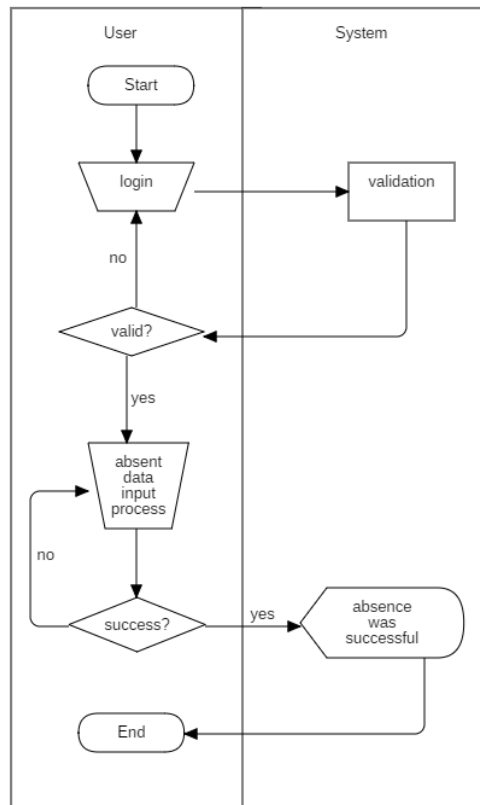 User
System
Start
login
validation
no
valid?
yes
absent
data
input
process
no
success?
yes
absence
was
successful
End